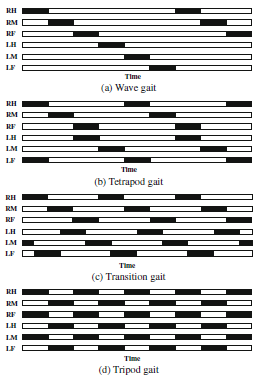 RH
RM
RF
LH
LM
LF
Time
(a) Wave gait
RH
RM
RF
LH
LM
LF
Time
(b) Tetrapod gait
RH
RM
RF
LH
LM
LF
Time
(c) Transition gait
RH
RM
RF
LH
LM
LF
Time
(d) Tripod gait